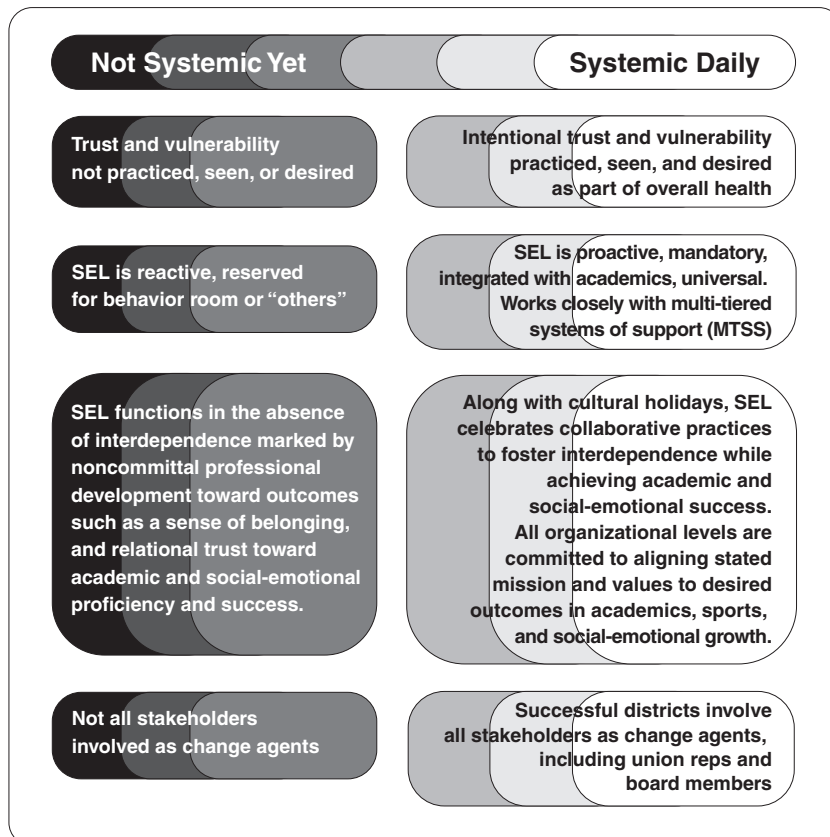 Not Systemic Yet
Systemic Daily
Trust and vulnerability
not practiced, seen, or desired
Intentional trust and vulnerability
practiced, seen, and desired
as part of overall health
SEL is reactive, reserved
for behavior room or “others”
SEL is proactive, mandatory,
integrated with academics, universal.
Works closely with multi-tiered
systems of support (MTSS)
SEL functions in the absence
of interdependence marked by
noncommittal professional
development toward outcomes
such as a sense of belonging,
and relational trust toward
academic and social-emotional
proficiency and success.
Along with cultural holidays, SEL
celebrates collaborative practices
to foster interdependence while
achieving academic and
social-emotional success.
All organizational levels are
committed to aligning stated
mission and values to desired
outcomes in academics, sports,
and social-emotional growth.
Not all stakeholders
involved as change agents
Successful districts involve
all stakeholders as change agents,
including union reps and
board members